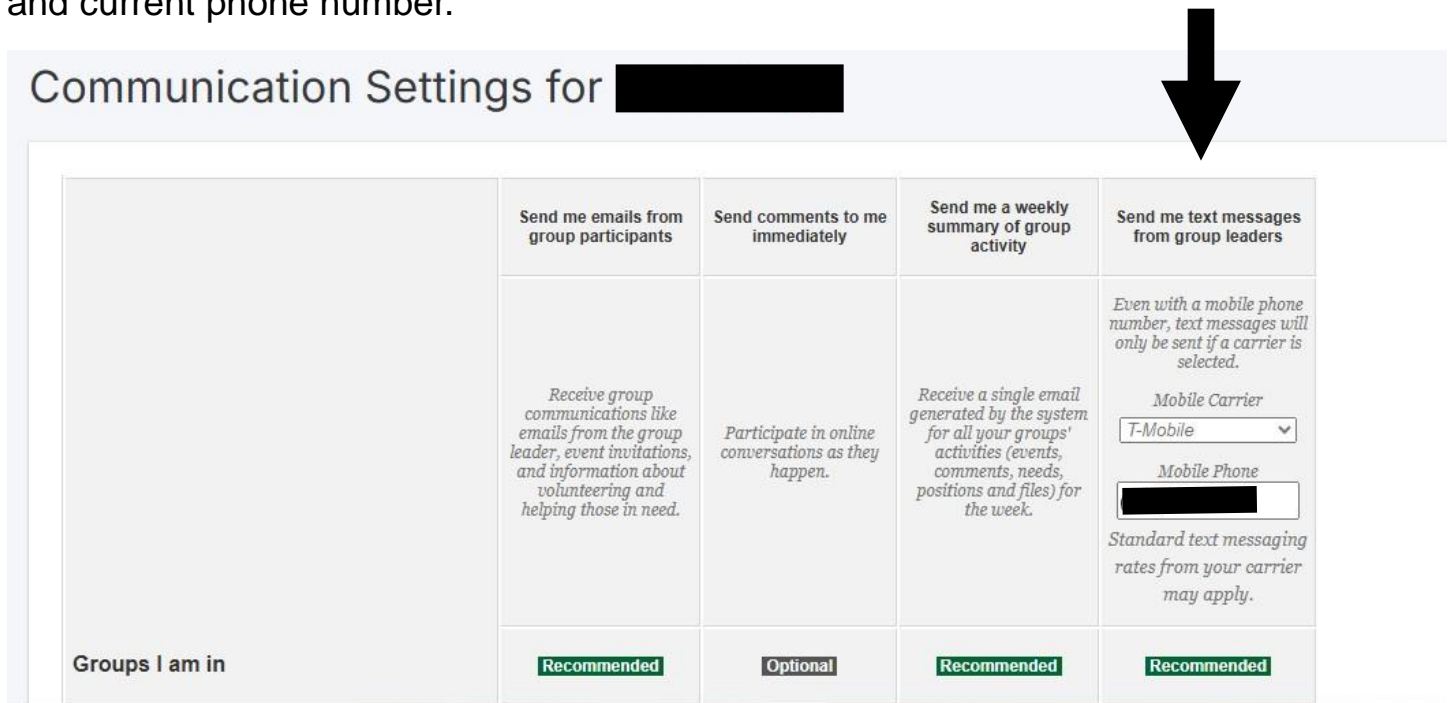 and current phone number.
Communication Settings for
Send me emails from
group participants
Send comments to me
immediately
Send me a weekly
summary of group
activity
Send me text messages
from group leaders
Receive group
communications like
emails from the group
leader, event invitations,
and information about
volunteering and
helping those in need.
Participate in online
conversations as they
happen.
Receive a single email
generated by the system
for all your groups'
activities (events,
comments, needs,
positions and files) for
the week.
Even with a mobile phone
number, text messages will
only be sent if a carrier is
selected.
Mobile Carrier
T-Mobile
Mobile Phone
Standard text messaging
rates from your carrier
may apply.
Groups I am in
Recommended
Optional
Recommended
Recommended